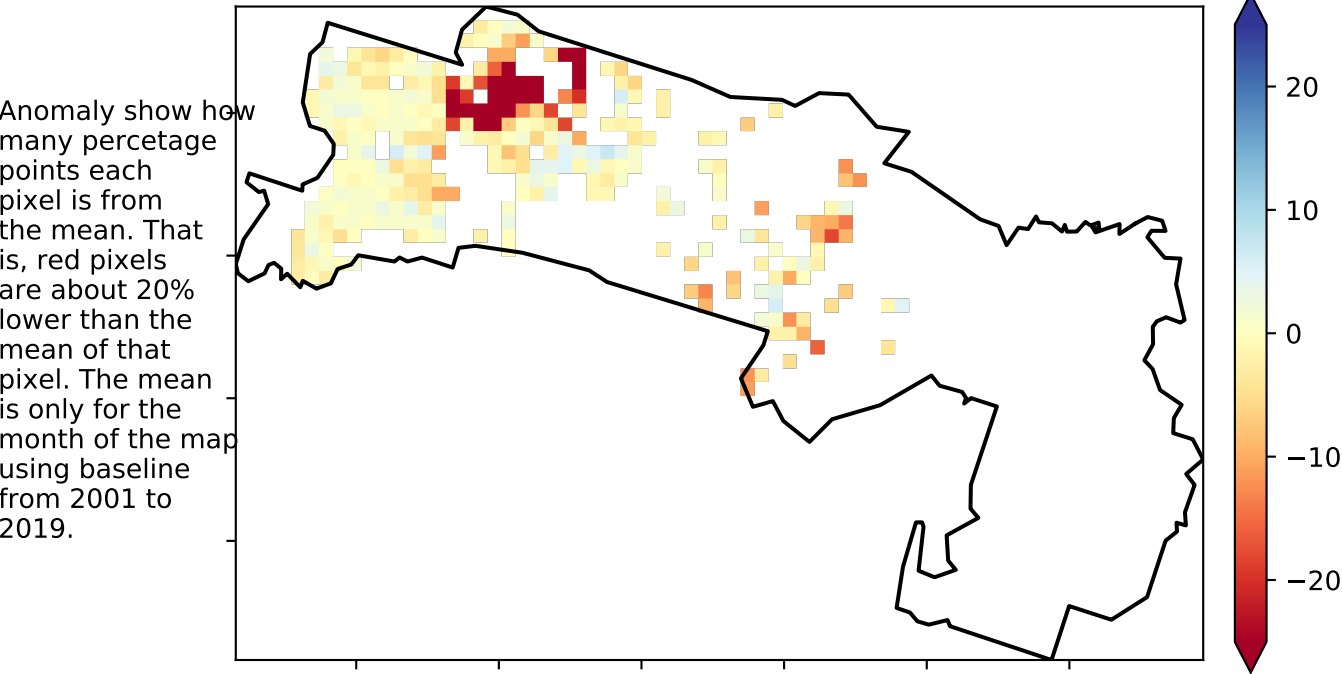 Anomaly show how
many percetage
points each
pixel is from
the mean. That
is, red pixels
are about 20%
lower than the
mean of that
pixel. The mean
is only for the
month of the map
using baseline
from 2001 to
2019.
20
10
0
−10
−20